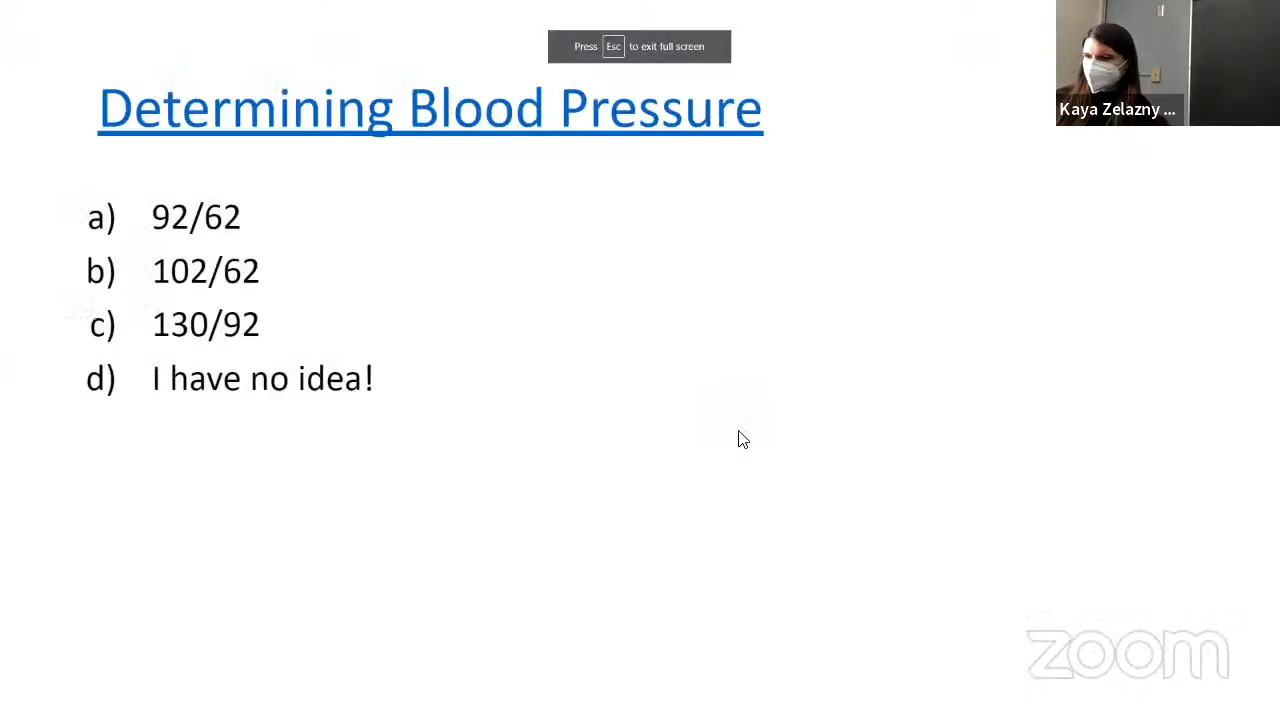 Press Esc to exit full screen
Kaya Zelazny ...
Determining Blood Pressure
a) 92/62
b) 102/62
c) 130/92
d) I have no idea!
zoom